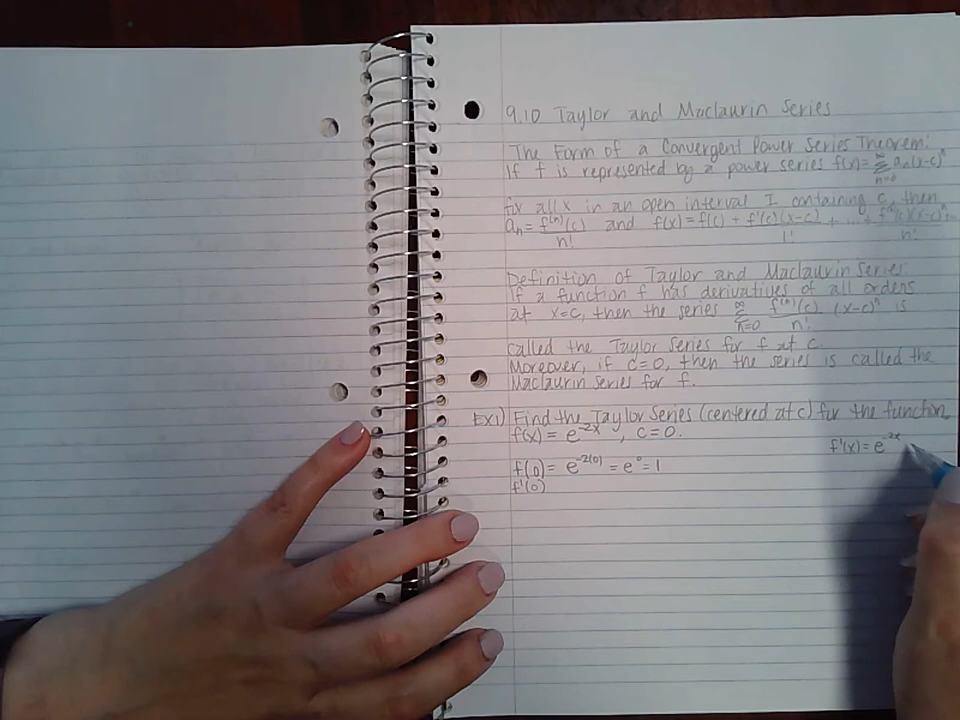 9.10 Taylor and Maclaurin Series
The Form of a Convergent Power Series Theorem:
If f is represented by a power series f(x) = ∞Σn=0 aₙ(x-c)ⁿ
for all x in an open interval I containing c, then
aₙ = f⁽ⁿ⁾(c)/n! and f(x) = f(c) + f'(c)(x-c)/1! + ... + f⁽ⁿ⁾(c)(x-c)ⁿ/n!
Definition of Taylor and Maclaurin Series:
If a function f has derivatives of all orders
at x=c, then the series ∞Σn=0 f⁽ⁿ⁾(c)/n! (x-c)ⁿ is
called the Taylor Series for f at c.
Moreover, if c=0, then the series is called the
Maclaurin series for f.
Ex1) Find the Taylor Series (centered at c) for the function.
f(x) = e^-2x, c=0.
f'(x) = e^-2x
f(0) = e^-2(0) = e^0 = 1
f'(0)